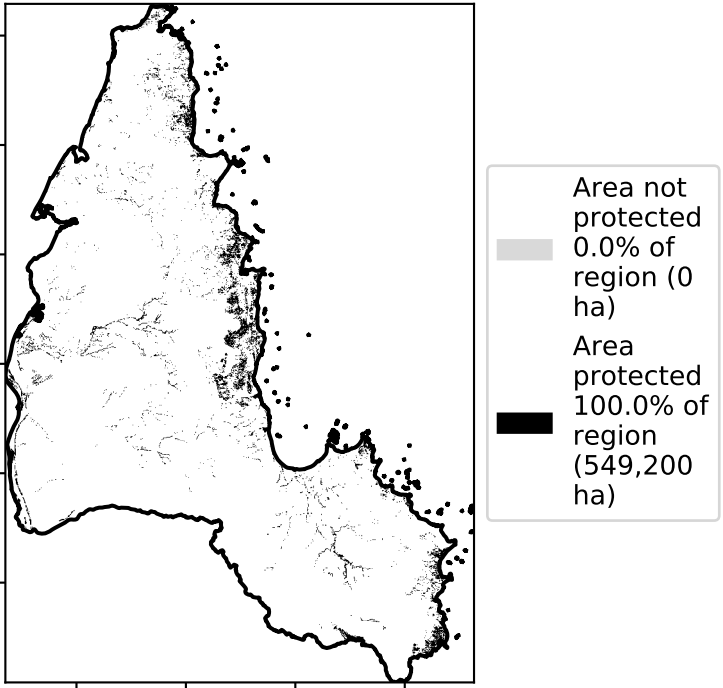 Area not
protected
0.0% of
region (0
ha)
Area
protected
100.0% of
region
(549,200
ha)